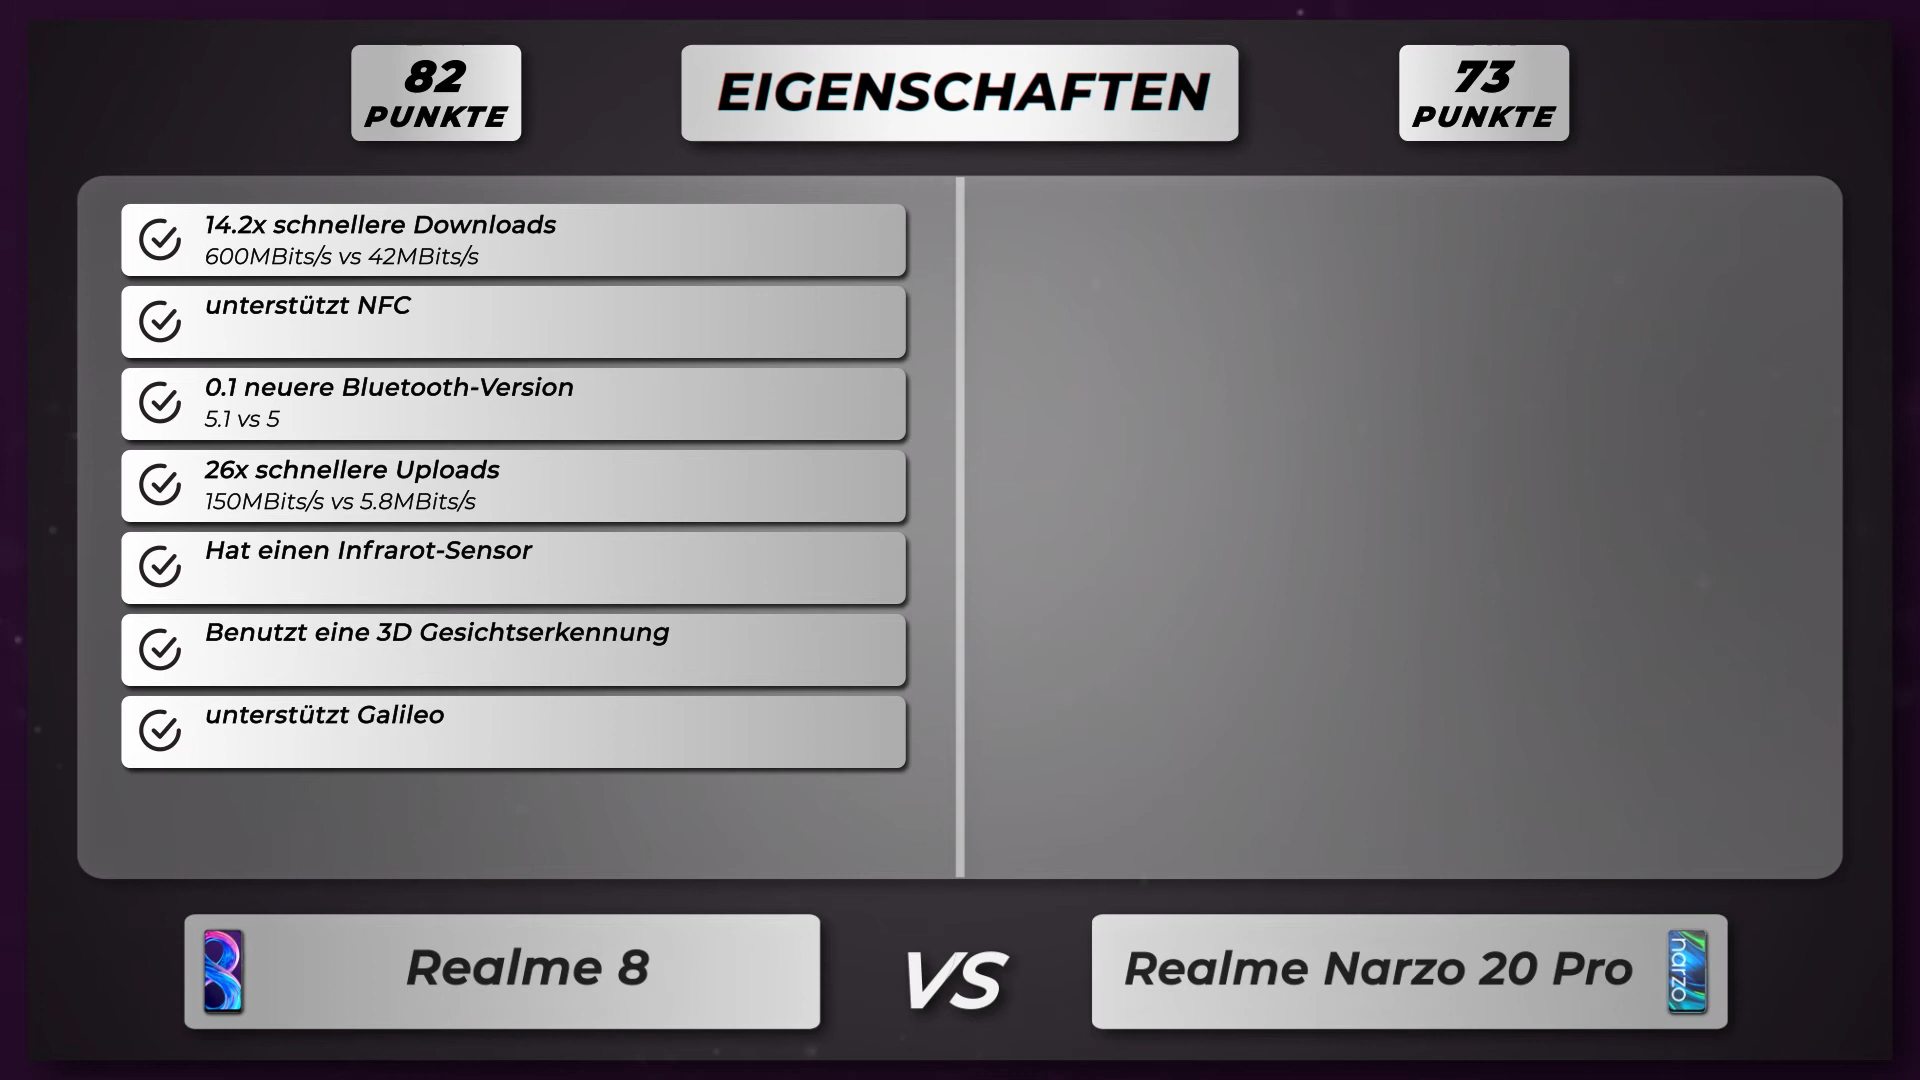 82
PUNKTE
EIGENSCHAFTEN
73
PUNKTE
14.2x schnellere Downloads
600MBits/s vs 42MBits/s
unterstützt NFC
0.1 neuere Bluetooth-Version
5.1 vs 5
26x schnellere Uploads
150MBits/s vs 5.8MBits/s
Hat einen Infrarot-Sensor
Benutzt eine 3D Gesichtserkennung
unterstützt Galileo
Realme 8
VS
Realme Narzo 20 Pro
narzo